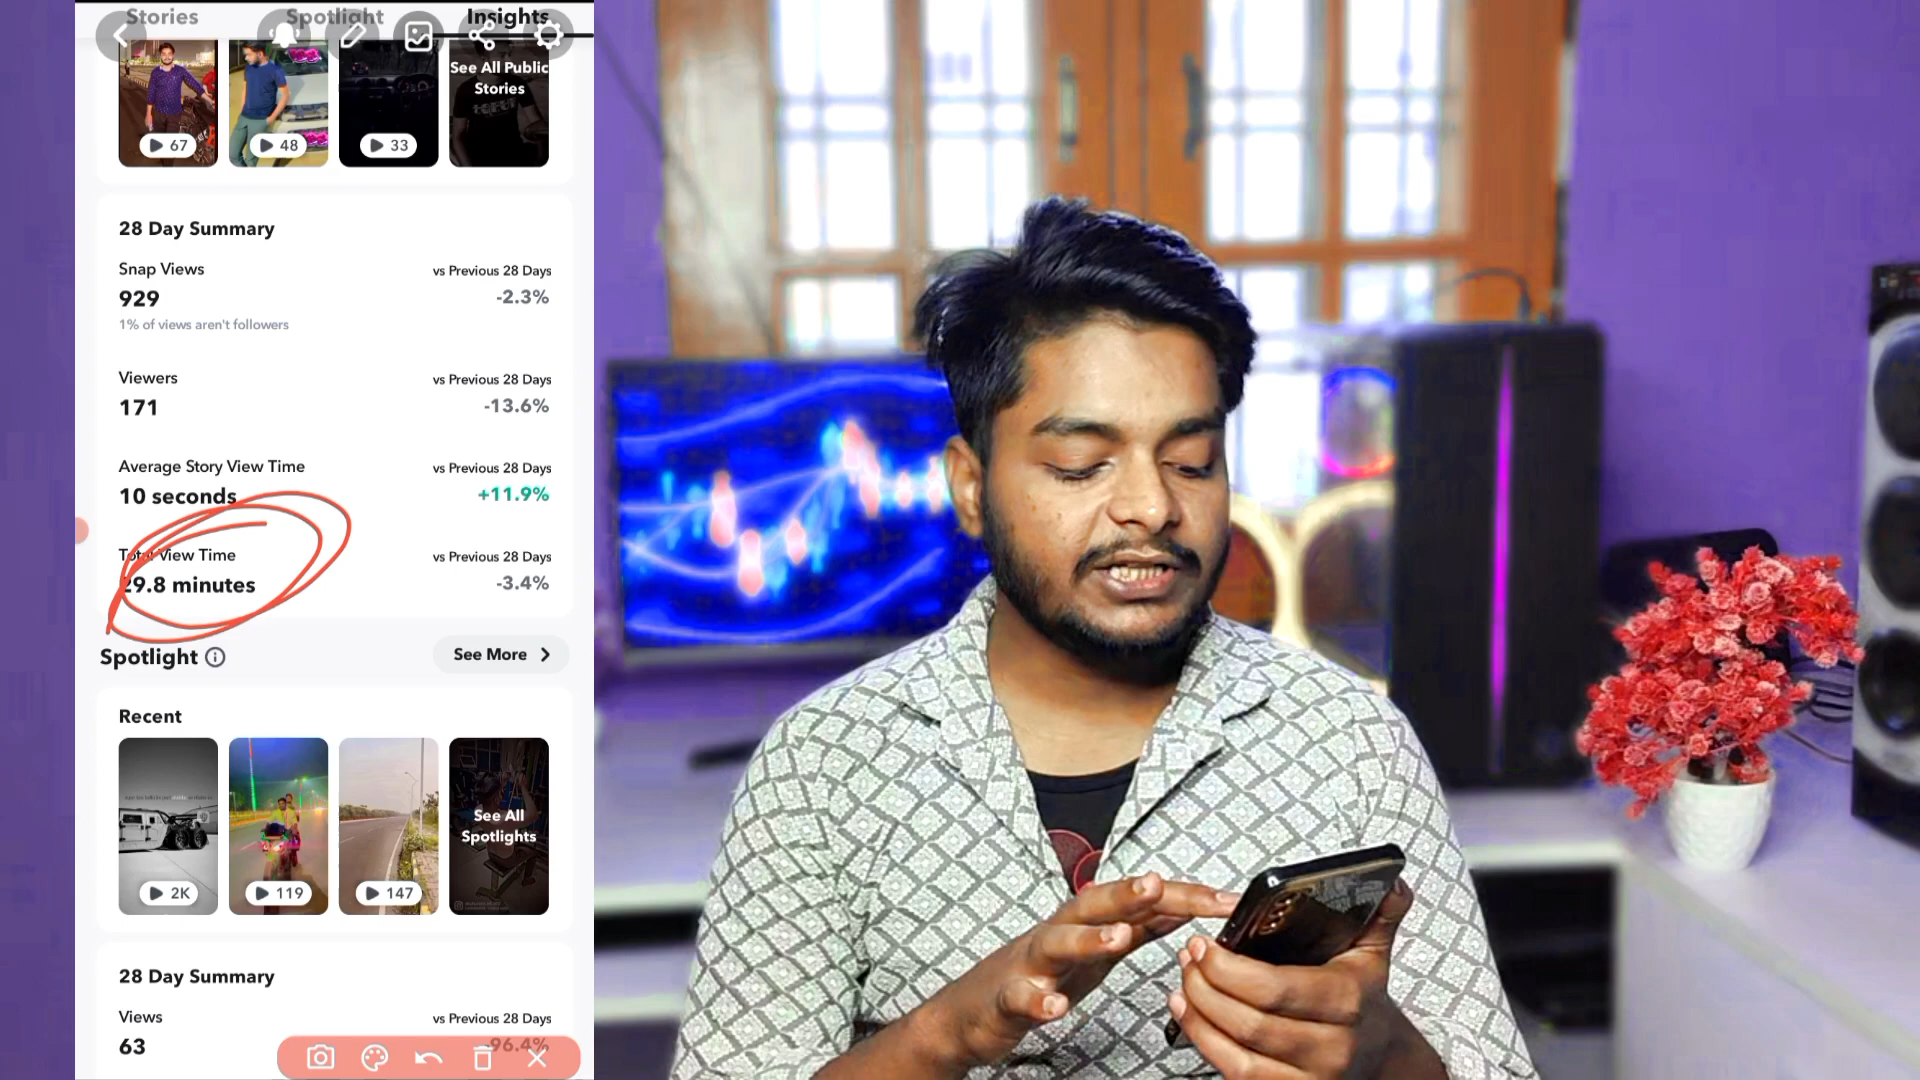 Stories Spotlight Insights
67
48
33
See All Public
Stories
28 Day Summary
Snap Views vs Previous 28 Days
929 -2.3%
1% of views aren't followers
Viewers vs Previous 28 Days
171 -13.6%
Average Story View Time vs Previous 28 Days
10 seconds +11.9%
Total View Time vs Previous 28 Days
29.8 minutes -3.4%
Spotlight See More
Recent
2K
119
147
See All
Spotlights
28 Day Summary
Views vs Previous 28 Days
63 -96.4%